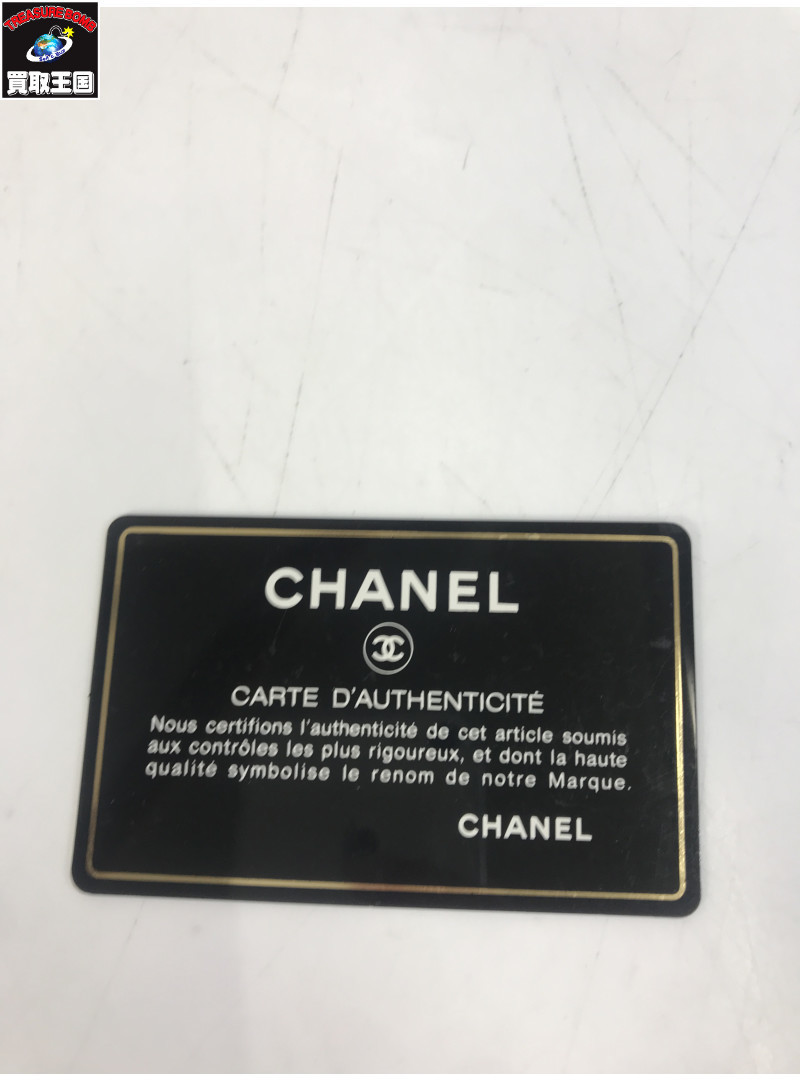 TREASURE BOMB
買取王国
CHANEL
CARTE D'AUTHENTICITÉ
Nous certifions l'authenticité de cet article soumis
aux contrôles les plus rigoureux, et dont la haute
qualité symbolise le renom de notre Marque.
CHANEL